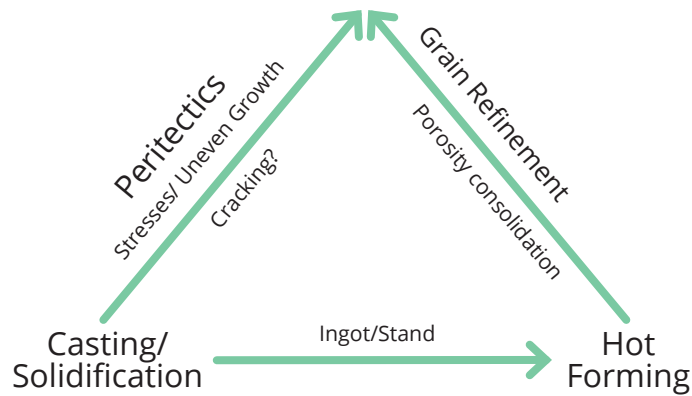 Peritectics
Stresses/ Uneven Growth
Cracking?
Grain Refinement
Porosity consolidation
Ingot/Stand
Casting/
Solidification
Hot
Forming